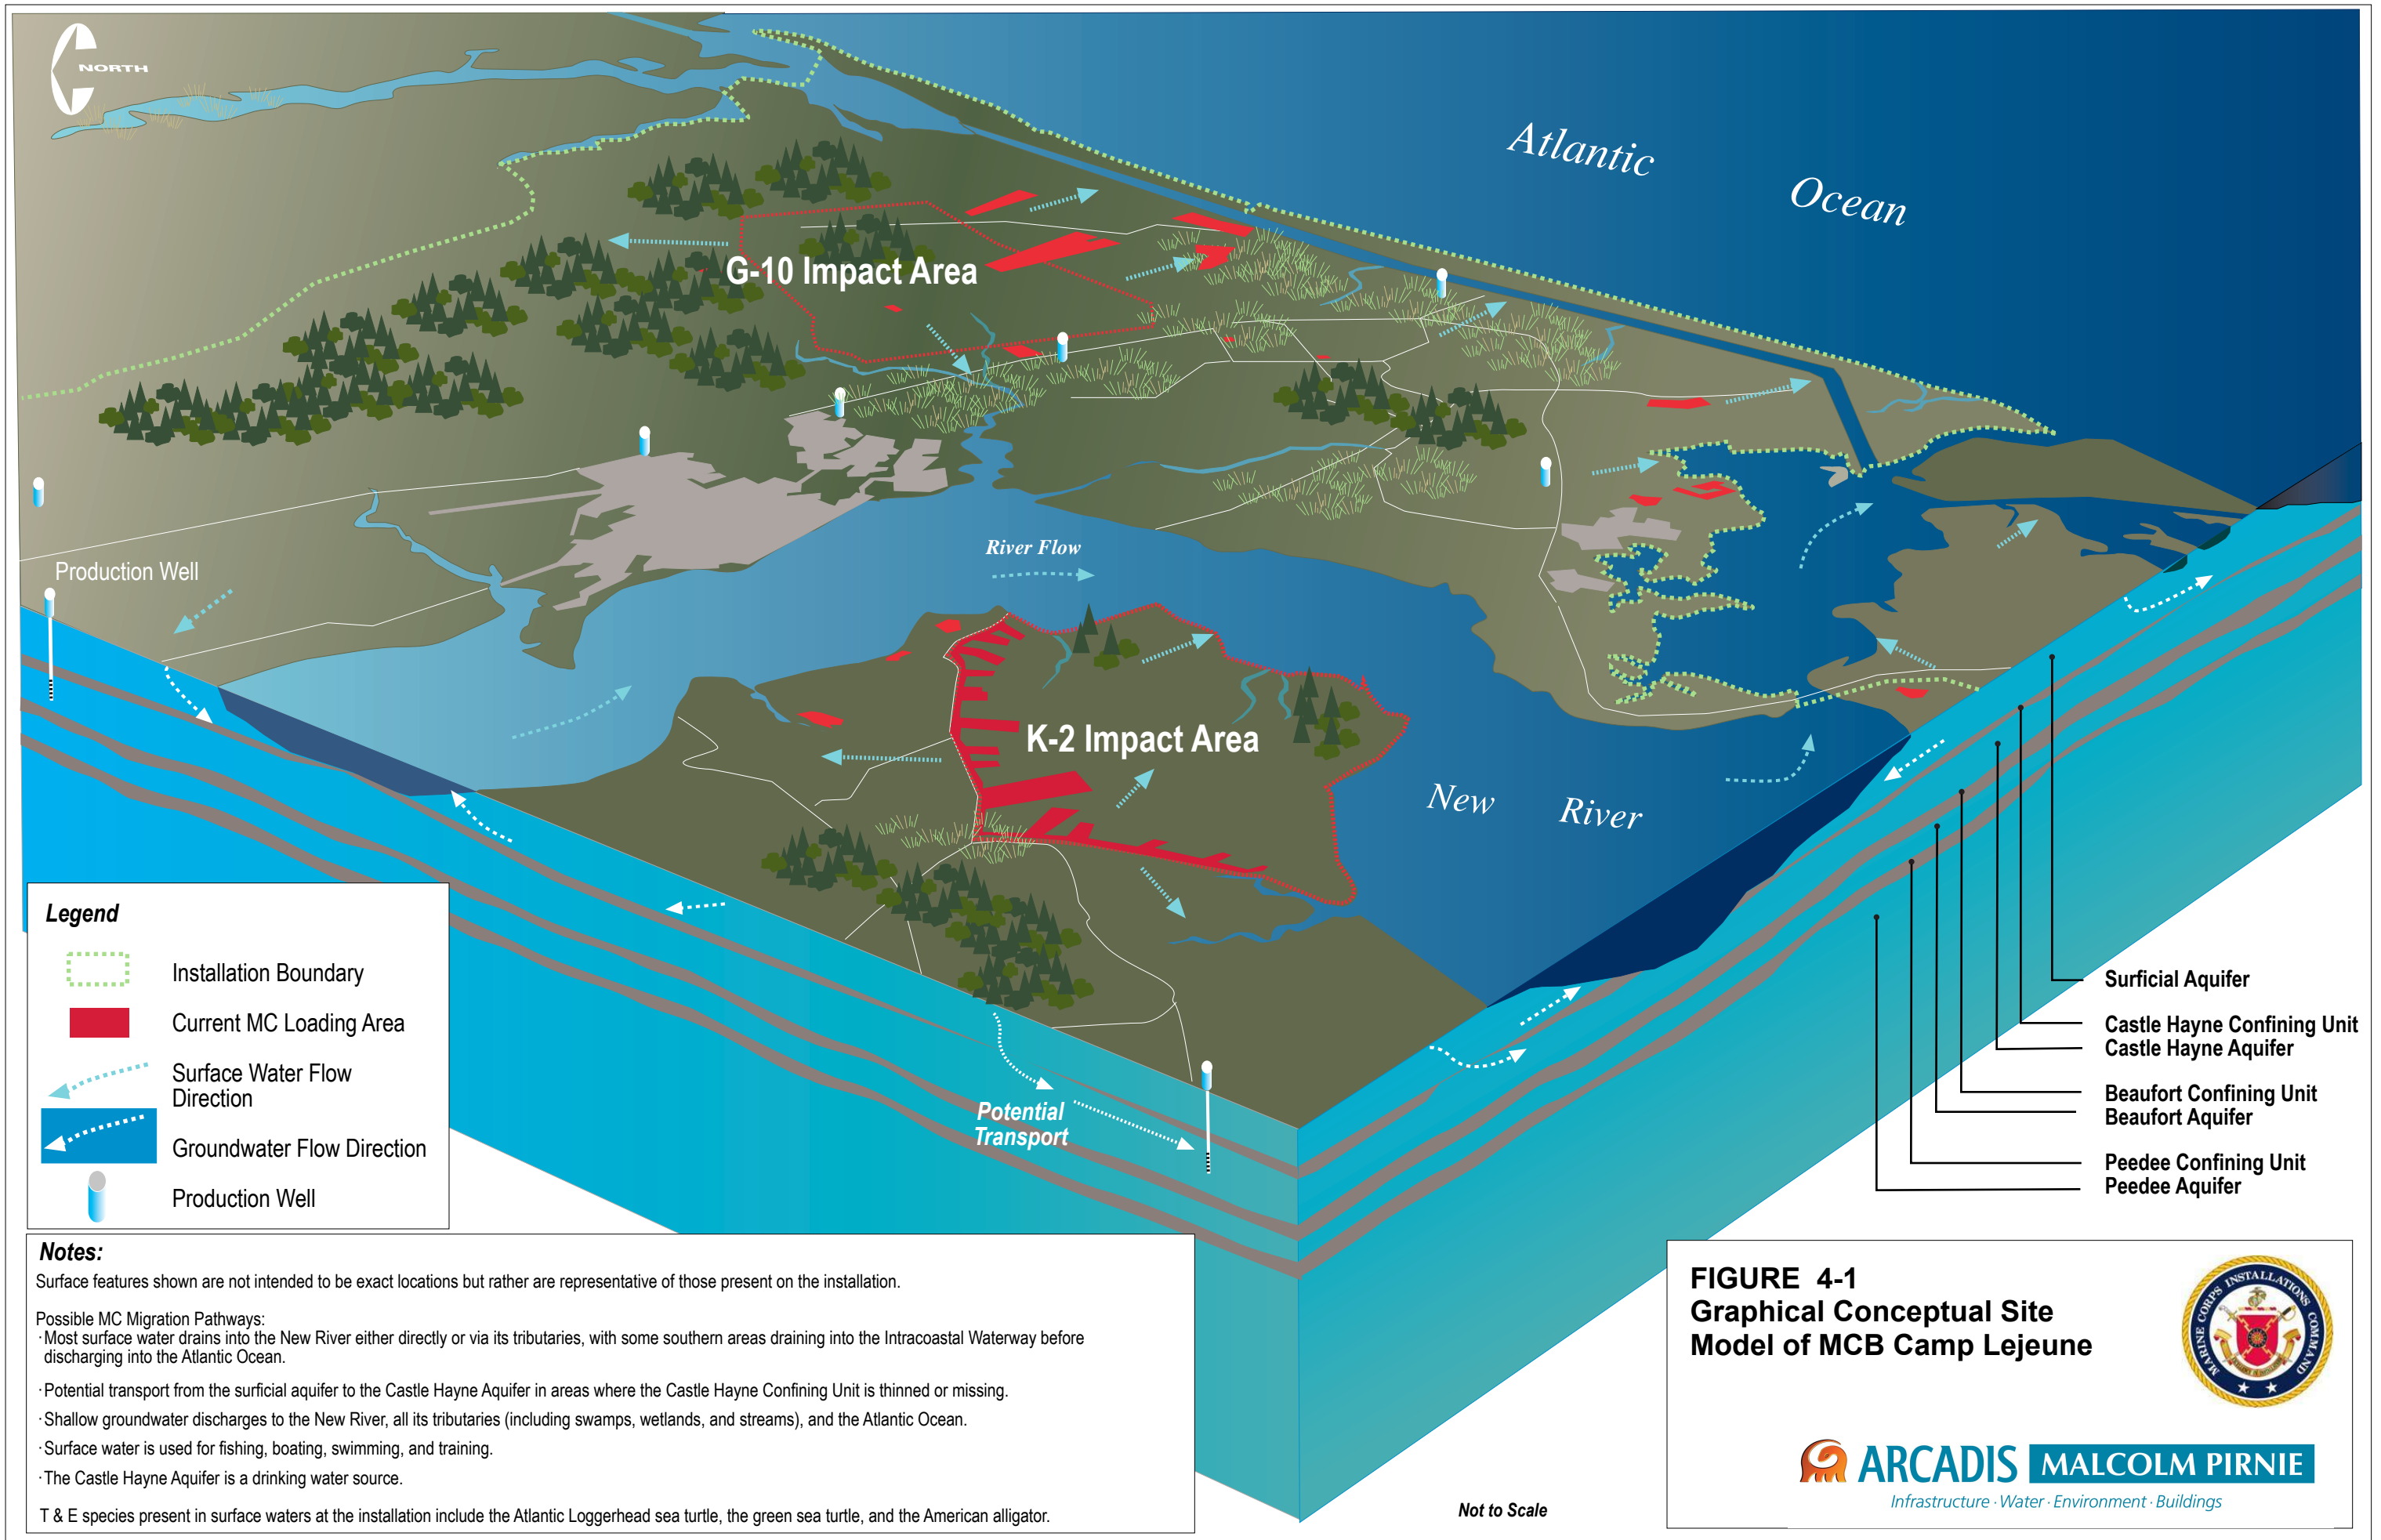 NORTH
Atlantic
Ocean
G-10 Impact Area
River Flow
Production Well
K-2 Impact Area
New River
Potential
Transport
Legend
Installation Boundary
Current MC Loading Area
Surface Water Flow
Direction
Groundwater Flow Direction
Production Well
Surficial Aquifer
Castle Hayne Confining Unit
Castle Hayne Aquifer
Beaufort Confining Unit
Beaufort Aquifer
Peedee Confining Unit
Peedee Aquifer
Notes:
Surface features shown are not intended to be exact locations but rather are representative of those present on the installation.
Possible MC Migration Pathways:
· Most surface water drains into the New River either directly or via its tributaries, with some southern areas draining into the Intracoastal Waterway before
discharging into the Atlantic Ocean.
· Potential transport from the surficial aquifer to the Castle Hayne Aquifer in areas where the Castle Hayne Confining Unit is thinned or missing.
· Shallow groundwater discharges to the New River, all its tributaries (including swamps, wetlands, and streams), and the Atlantic Ocean.
· Surface water is used for fishing, boating, swimming, and training.
· The Castle Hayne Aquifer is a drinking water source.
T & E species present in surface waters at the installation include the Atlantic Loggerhead sea turtle, the green sea turtle, and the American alligator.
Not to Scale
FIGURE 4-1
Graphical Conceptual Site
Model of MCB Camp Lejeune
MARINE CORPS INSTALLATIONS COMMAND
ARCADIS MALCOLM PIRNIE
Infrastructure · Water · Environment · Buildings